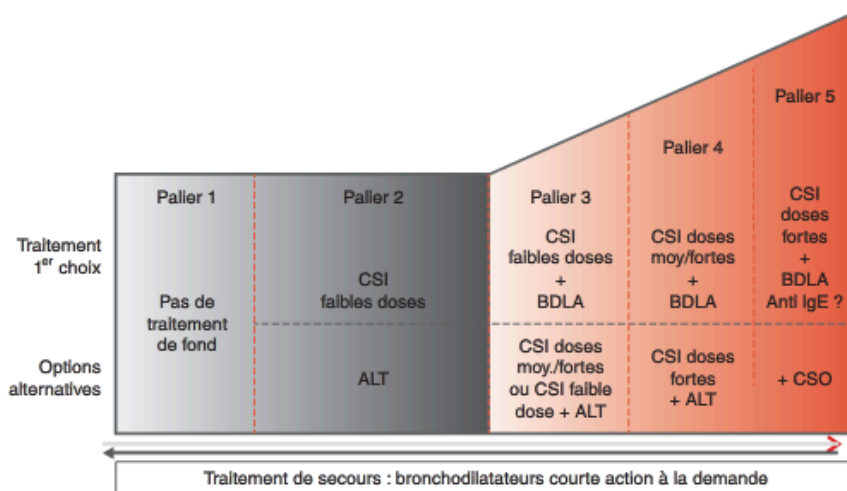 Palier 1
Palier 2
Palier 3
Palier 4
Palier 5
Traitement
1er choix
Pas de
traitement
de fond
CSI
faibles doses
CSI
faibles doses
+
BDLA
CSI doses
moy/fortes
+
BDLA
CSI
doses
fortes
+
BDLA
Anti IgE ?
Options
alternatives
ALT
CSI doses
moy./fortes
ou CSI faible
dose + ALT
CSI doses
fortes
+ ALT
+ CSO
Traitement de secours : bronchodilatateurs courte action à la demande